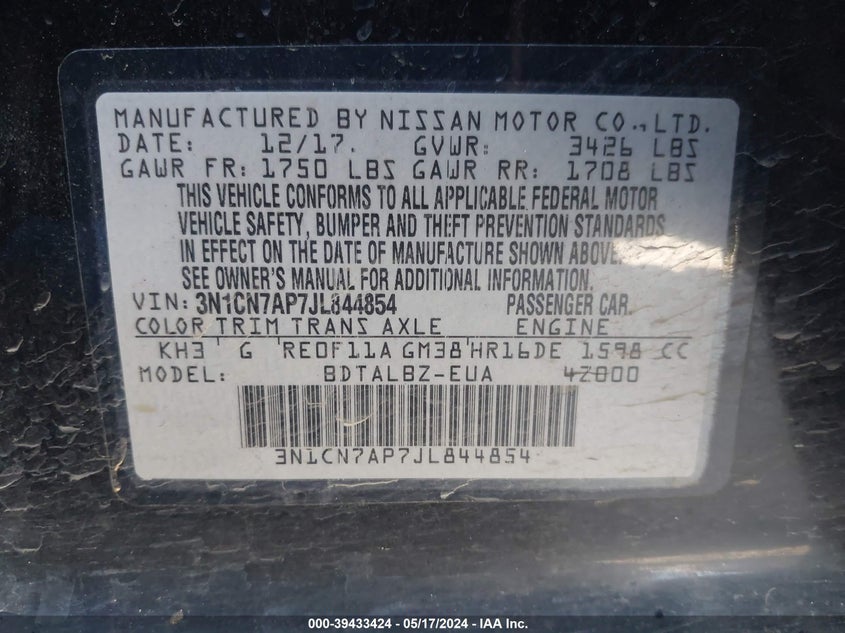 MANUFACTURED BY NISSAN MOTOR CO., LTD.
DATE: 12/17. GVWR: 3426 LBS
GAWR FR: 1750 LBS GAWR RR: 1708 LBS
THIS VEHICLE CONFORMS TO ALL APPLICABLE FEDERAL MOTOR
VEHICLE SAFETY, BUMPER AND THEFT PREVENTION STANDARDS
IN EFFECT ON THE DATE OF MANUFACTURE SHOWN ABOVE.
SEE OWNER'S MANUAL FOR ADDITIONAL INFORMATION.
VIN: 3N1CN7AP7JL844854 PASSENGER CAR
COLOR TRIM TRANS AXLE ENGINE
KH3 G RE0F11A GM38 HR16DE 1598 CC
MODEL: BDTALBZ-EUA 42000
3N1CN7AP7JL844854
000-39433424 - 05/17/2024 - IAA Inc.